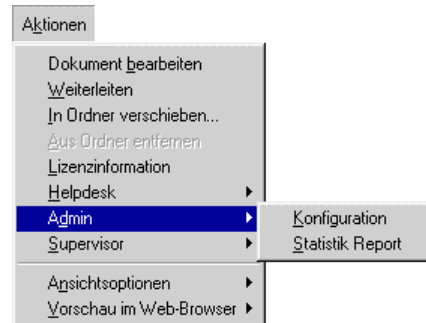 Aktionen
Dokument bearbeiten
Weiterleiten
In Ordner verschieben...
Aus Ordner entfernen
Lizenzinformation
Helpdesk
Admin
Konfiguration
Supervisor
Statistik Report
Ansichtsoptionen
Vorschau im Web-Browser